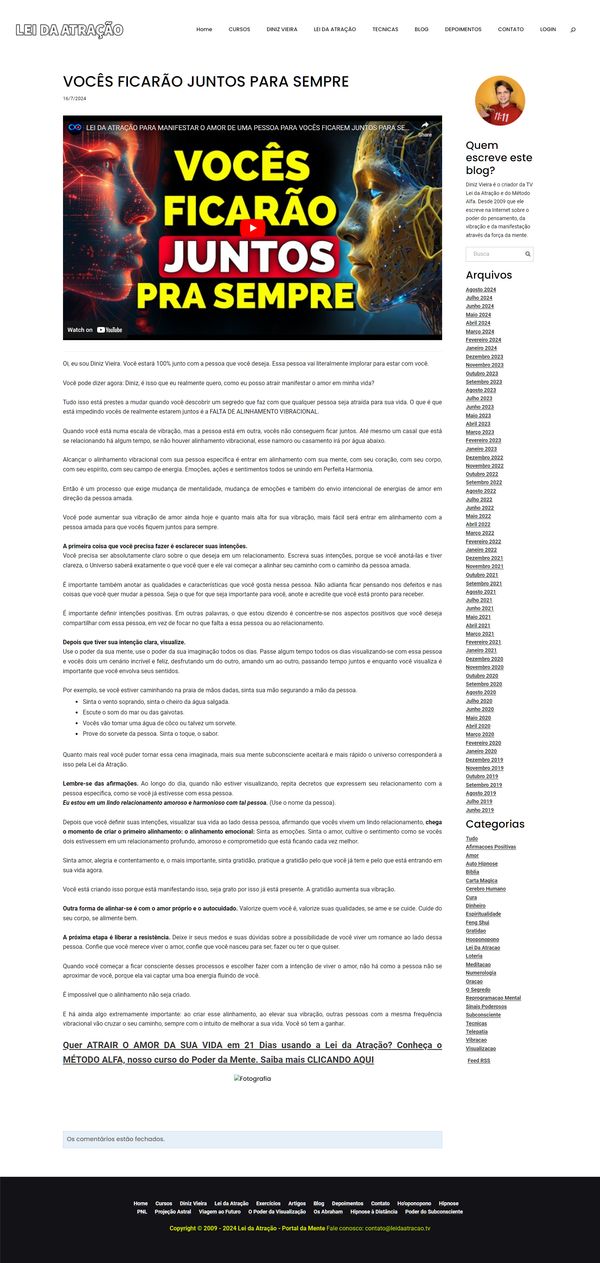 LEI DA ATRAÇÃO
Home CURSOS DINIZ VIEIRA LEI DA ATRAÇÃO TECNICAS BLOG DEPOIMENTOS CONTATO LOGIN
VOCÊS FICARÃO JUNTOS PARA SEMPRE
16/7/2024
LEI DA ATRAÇÃO PARA MANIFESTAR O AMOR DE UMA PESSOA PARA VOCÊS FICAREM JUNTOS PARA SE...
Share
VOCÊS
FICARÃO
JUNTOS
PRA SEMPRE
Watch on YouTube
Oi, eu sou Diniz Vieira. Você estará 100% junto com a pessoa que você deseja. Essa pessoa vai literalmente implorar para estar com você.
Você pode dizer agora: Diniz, é isso que eu realmente quero, como eu posso atrair manifestar o amor em minha vida?
Tudo isso está prestes a mudar quando você descobrir um segredo que faz com que qualquer pessoa seja atraída para sua vida. O que é que
está impedindo vocês de realmente estarem juntos é a FALTA DE ALINHAMENTO VIBRACIONAL.
Quando você está numa escala de vibração, mas a pessoa está em outra, vocês não conseguem ficar juntos. Até mesmo um casal que está
se relacionando há algum tempo, se não houver alinhamento vibracional, esse namoro ou casamento irá por água abaixo.
Alcançar o alinhamento vibracional com sua pessoa específica é entrar em alinhamento com sua mente, com seu coração, com seu corpo,
com seu espírito, com seu campo de energia. Emoções, ações e sentimentos todos se unindo em Perfeita Harmonia.
Então é um processo que exige mudança de mentalidade, mudança de emoções e também do envio intencional de energias de amor em
direção da pessoa amada.
Você pode aumentar sua vibração de amor ainda hoje e quanto mais alta for sua vibração, mais fácil será entrar em alinhamento com a
pessoa amada para que vocês fiquem juntos para sempre.
A primeira coisa que você precisa fazer é esclarecer suas intenções.
Você precisa ser absolutamente claro sobre o que deseja em um relacionamento. Escreva suas intenções, porque se você anotá-las e tiver
clareza, o Universo saberá exatamente o que você quer e ele vai começar a alinhar seu caminho com o caminho da pessoa amada.
É importante também anotar as qualidades e características que você gosta nessa pessoa. Não adianta ficar pensando nos defeitos e nas
coisas que você quer mudar a pessoa. Seja o que for que seja importante para você, anote e acredite que você está pronto para receber.
É importante definir intenções positivas. Em outras palavras, o que estou dizendo é concentre-se nos aspectos positivos que você deseja
compartilhar com essa pessoa, em vez de focar no que falta a essa pessoa ou ao relacionamento.
Depois que tiver sua intenção clara, visualize.
Use o poder da sua mente, use o poder da sua imaginação todos os dias. Passe algum tempo todos os dias visualizando-se com essa pessoa
e vocês dois um cenário incrível e feliz, desfrutando um do outro, amando um ao outro, passando tempo juntos e enquanto você visualiza é
importante que você envolva seus sentidos.
Por exemplo, se você estiver caminhando na praia de mãos dadas, sinta sua mão segurando a mão da pessoa.
• Sinta o vento soprando, sinta o cheiro da água salgada.
• Escute o som do mar ou das gaivotas.
• Vocês vão tomar uma água de côco ou talvez um sorvete.
• Prove do sorvete da pessoa. Sinta o toque, o sabor.
Quanto mais real você puder tornar essa cena imaginada, mais sua mente subconsciente aceitará e mais rápido o universo corresponderá a
isso pela Lei da Atração.
Lembre-se das afirmações. Ao longo do dia, quando não estiver visualizando, repita decretos que expressem seu relacionamento com a
pessoa específica, como se você já estivesse com essa pessoa.
Eu estou em um lindo relacionamento amoroso e harmonioso com tal pessoa. (Use o nome da pessoa).
Depois que você definir suas intenções, visualizar sua vida ao lado dessa pessoa, afirmando que vocês vivem um lindo relacionamento, chega
o momento de criar o primeiro alinhamento: o alinhamento emocional; Sinta as emoções. Sinta o amor, cultive o sentimento como se vocês
dois estivessem em um relacionamento profundo, amoroso e comprometido que está ficando cada vez melhor.
Sinta amor, alegria e contentamento e, o mais importante, sinta gratidão, pratique a gratidão pelo que você já tem e pelo que está entrando em
sua vida agora.
Você está criando isso porque está manifestando isso, seja grato por isso já está presente. A gratidão aumenta sua vibração.
Outra forma de alinhar-se é com o amor próprio e o autocuidado. Valorize quem você é, valorize suas qualidades, se ame e se cuide. Cuide do
seu corpo, se alimente bem.
A próxima etapa é liberar a resistência. Deixe ir seus medos e suas dúvidas sobre a possibilidade de você viver um romance ao lado dessa
pessoa. Confie que você merece viver o amor, confie que você nasceu para ser, fazer ou ter o que quiser.
Quando você começar a ficar consciente desses processos e escolher fazer com a intenção de viver o amor, não há como a pessoa não se
aproximar de você, porque ela vai captar uma boa energia fluindo de você.
É impossível que o alinhamento não seja criado.
E há ainda algo extremamente importante: ao criar esse alinhamento, ao elevar sua vibração, outras pessoas com a mesma frequência
vibracional vão cruzar o seu caminho, sempre com o intuito de melhorar a sua vida. Você só tem a ganhar.
Quer ATRAIR O AMOR DA SUA VIDA em 21 Dias usando a Lei da Atração? Conheça o
MÉTODO ALFA, nosso curso do Poder da Mente. Saiba mais CLICANDO AQUI
Fotografia
Os comentários estão fechados.
11:11
Quem
escreve este
blog?
Diniz Vieira é o criador da TV
Lei da Atração e do Método
Alfa. Desde 2009 que ele
escreve na Internet sobre o
poder do pensamento, da
vibração e da manifestação
através da força da mente.
Busca
Arquivos
Agosto 2024
Julho 2024
Junho 2024
Maio 2024
Abril 2024
Março 2024
Fevereiro 2024
Janeiro 2024
Dezembro 2023
Novembro 2023
Outubro 2023
Setembro 2023
Agosto 2023
Julho 2023
Junho 2023
Maio 2023
Abril 2023
Março 2023
Fevereiro 2023
Janeiro 2023
Dezembro 2022
Novembro 2022
Outubro 2022
Setembro 2022
Agosto 2022
Julho 2022
Junho 2022
Maio 2022
Abril 2022
Março 2022
Fevereiro 2022
Janeiro 2022
Dezembro 2021
Novembro 2021
Outubro 2021
Setembro 2021
Agosto 2021
Julho 2021
Junho 2021
Maio 2021
Abril 2021
Março 2021
Fevereiro 2021
Janeiro 2021
Dezembro 2020
Novembro 2020
Outubro 2020
Setembro 2020
Agosto 2020
Julho 2020
Junho 2020
Maio 2020
Abril 2020
Março 2020
Fevereiro 2020
Janeiro 2020
Dezembro 2019
Novembro 2019
Outubro 2019
Setembro 2019
Agosto 2019
Julho 2019
Junho 2019
Categorias
Tudo
Afirmacoes Positivas
Amor
Auto Hipnose
Biblia
Carta Magica
Cerebro Humano
Cura
Dinheiro
Espiritualidade
Feng Shui
Gratidao
Hooponopono
Lei Da Atracao
Loteria
Meditacao
Numerologia
Oracao
O Segredo
Reprogramacao Mental
Sinais Poderosos
Subconsciente
Tecnicas
Telepatia
Vibracao
Visualizacao
Feed RSS
Home Cursos Diniz Vieira Lei da Atração Exercícios Artigos Blog Depoimentos Contato Ho'oponopono Hipnose
PNL Projeção Astral Viagem ao Futuro O Poder da Visualização Os Abraham Hipnose à Distância Poder do Subconsciente
Copyright © 2009 - 2024 Lei da Atração - Portal da Mente Fale conosco: contato@leidaatracao.tv